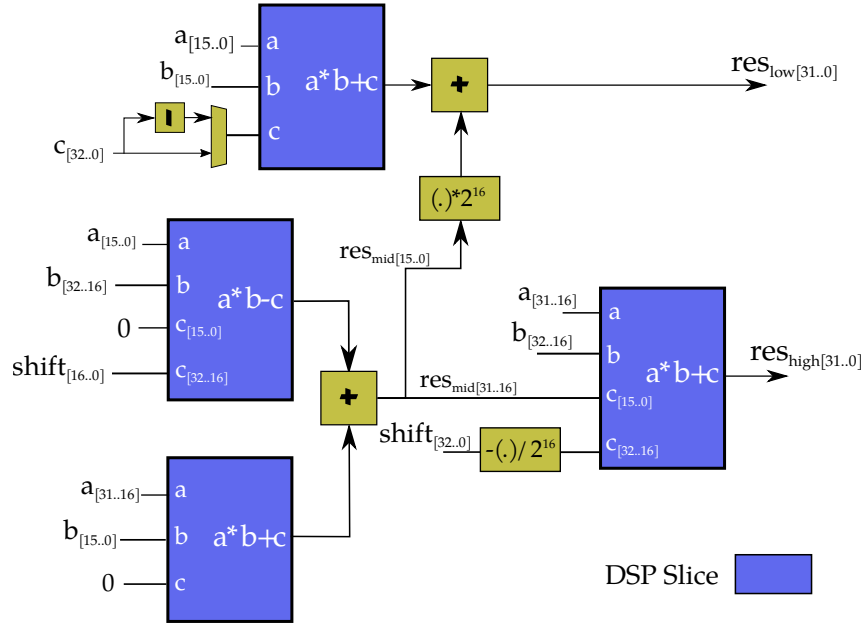 a[15..0] a
b[15..0] b a*b+c + res_low[31..0]
c[32..0] c
(.)*2^16
a[15..0] a
b[32..16] b a*b-c
0 c[15..0]
shift[16..0] c[32..16]
res_mid[15..0]
+ res_mid[31..16]
a[31..16] a
b[32..16] b
a*b+c res_high[31..0]
c[15..0]
shift[32..0] -(.)/2^16 c[32..16]
a[31..16] a
b[15..0] b a*b+c
0 c
DSP Slice